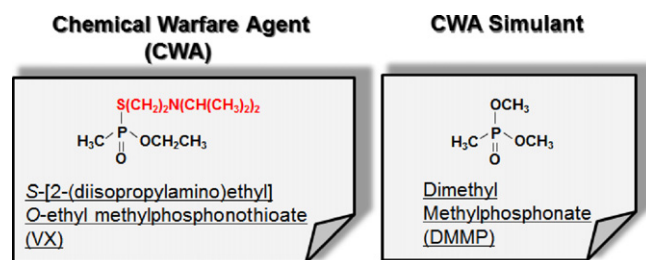 Chemical Warfare Agent
(CWA)
S(CH₂)₂N(CH(CH₃)₂)₂
H₃C P OCH₂CH₃
O
S-[2-(diisopropylamino)ethyl]
O-ethyl methylphosphonothioate
(VX)
CWA Simulant
OCH₃
H₃C P OCH₃
O
Dimethyl
Methylphosphonate
(DMMP)